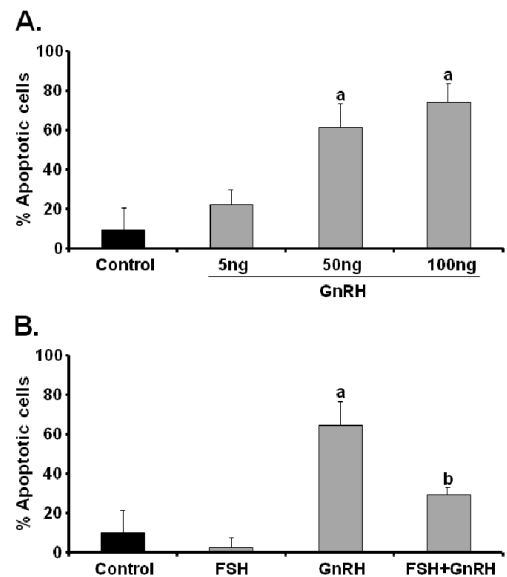 A.
% Apoptotic cells
100
80
60
40
20
0
a
a
Control
5ng
50ng
100ng
GnRH
B.
% Apoptotic cells
100
80
60
40
20
0
a
b
Control
FSH
GnRH
FSH+GnRH